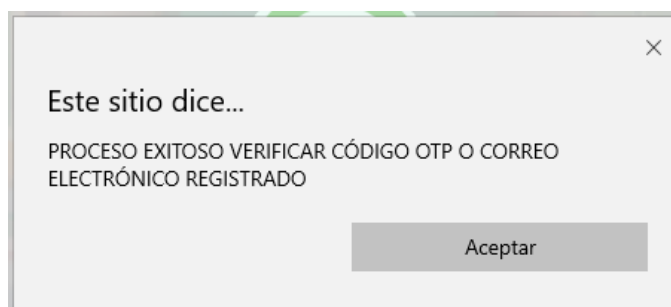 Este sitio dice...
PROCESO EXITOSO VERIFICAR CÓDIGO OTP O CORREO
ELECTRÓNICO REGISTRADO
Aceptar